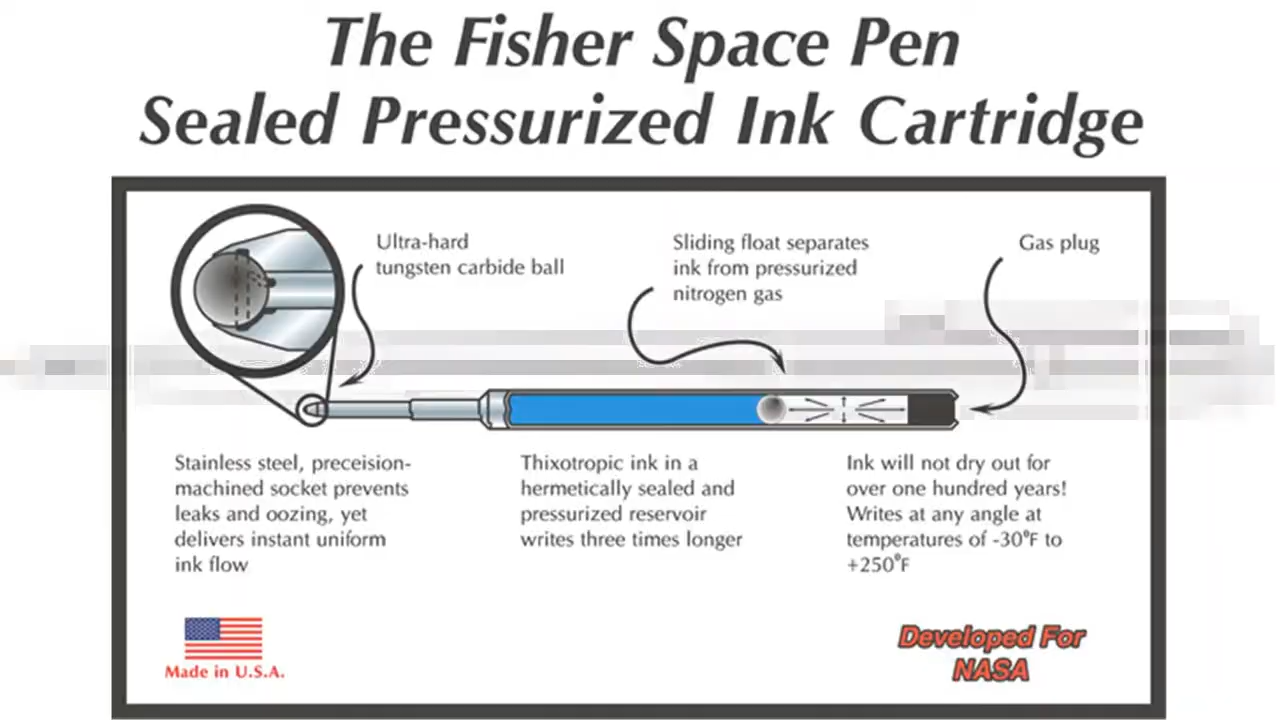 The Fisher Space Pen
Sealed Pressurized Ink Cartridge
Ultra-hard
tungsten carbide ball
Sliding float separates
ink from pressurized
nitrogen gas
Gas plug
Stainless steel, preceision-
machined socket prevents
leaks and oozing, yet
delivers instant uniform
ink flow
Thixotropic ink in a
hermetically sealed and
pressurized reservoir
writes three times longer
Ink will not dry out for
over one hundred years!
Writes at any angle at
temperatures of -30°F to
+250°F
Made in U.S.A.
Developed For
NASA